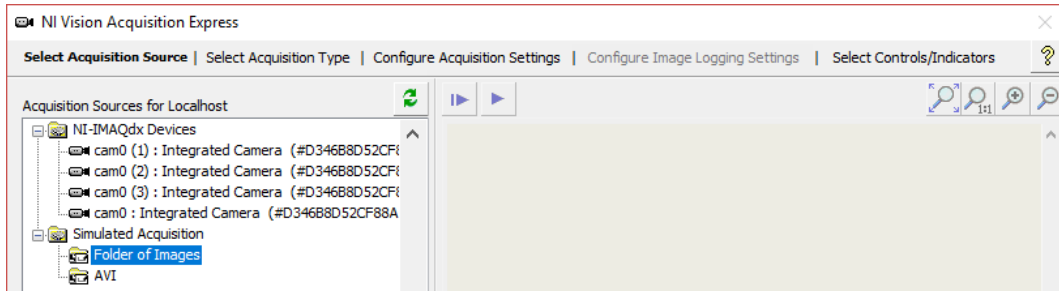 NI Vision Acquisition Express
Select Acquisition Source | Select Acquisition Type | Configure Acquisition Settings | Configure Image Logging Settings | Select Controls/Indicators
Acquisition Sources for Localhost
1:1
NI-IMAQdx Devices
cam0 (1) : Integrated Camera (#D346B8D52CF8
cam0 (2) : Integrated Camera (#D346B8D52CF8
cam0 (3) : Integrated Camera (#D346B8D52CF8
cam0 : Integrated Camera (#D346B8D52CF88A
Simulated Acquisition
Folder of Images
AVI